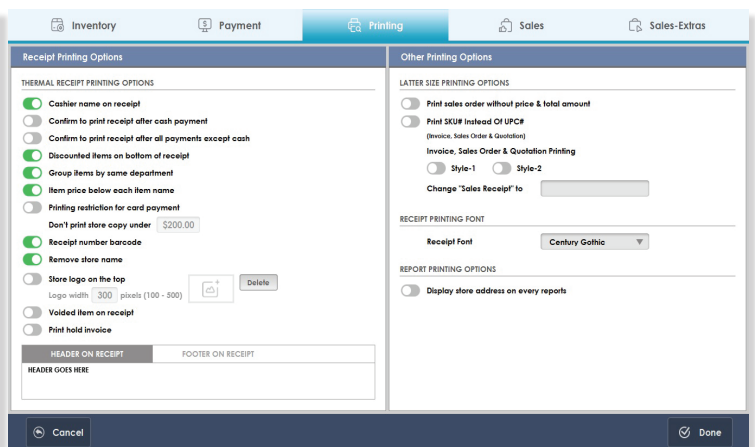 Inventory
Payment
Printing
Sales
Sales-Extras
Receipt Printing Options
THERMAL RECEIPT PRINTING OPTIONS
Cashier name on receipt
Confirm to print receipt after cash payment
Confirm to print receipt after all payments except cash
Discounted items on bottom of receipt
Group items by same department
Item price below each item name
Printing restriction for card payment
Don't print store copy under $200.00
Receipt number barcode
Remove store name
Store logo on the top
Delete
Logo width 300 pixels (100 - 500)
Voided item on receipt
Print hold invoice
HEADER ON RECEIPT
FOOTER ON RECEIPT
HEADER GOES HERE
Other Printing Options
LATTER SIZE PRINTING OPTIONS
Print sales order without price & total amount
Print SKU# Instead Of UPC#
(Invoice, Sales Order & Quotation)
Invoice, Sales Order & Quotation Printing
Style-1 Style-2
Change "Sales Receipt" to
RECEIPT PRINTING FONT
Receipt Font Century Gothic
REPORT PRINTING OPTIONS
Display store address on every reports
Cancel
Done